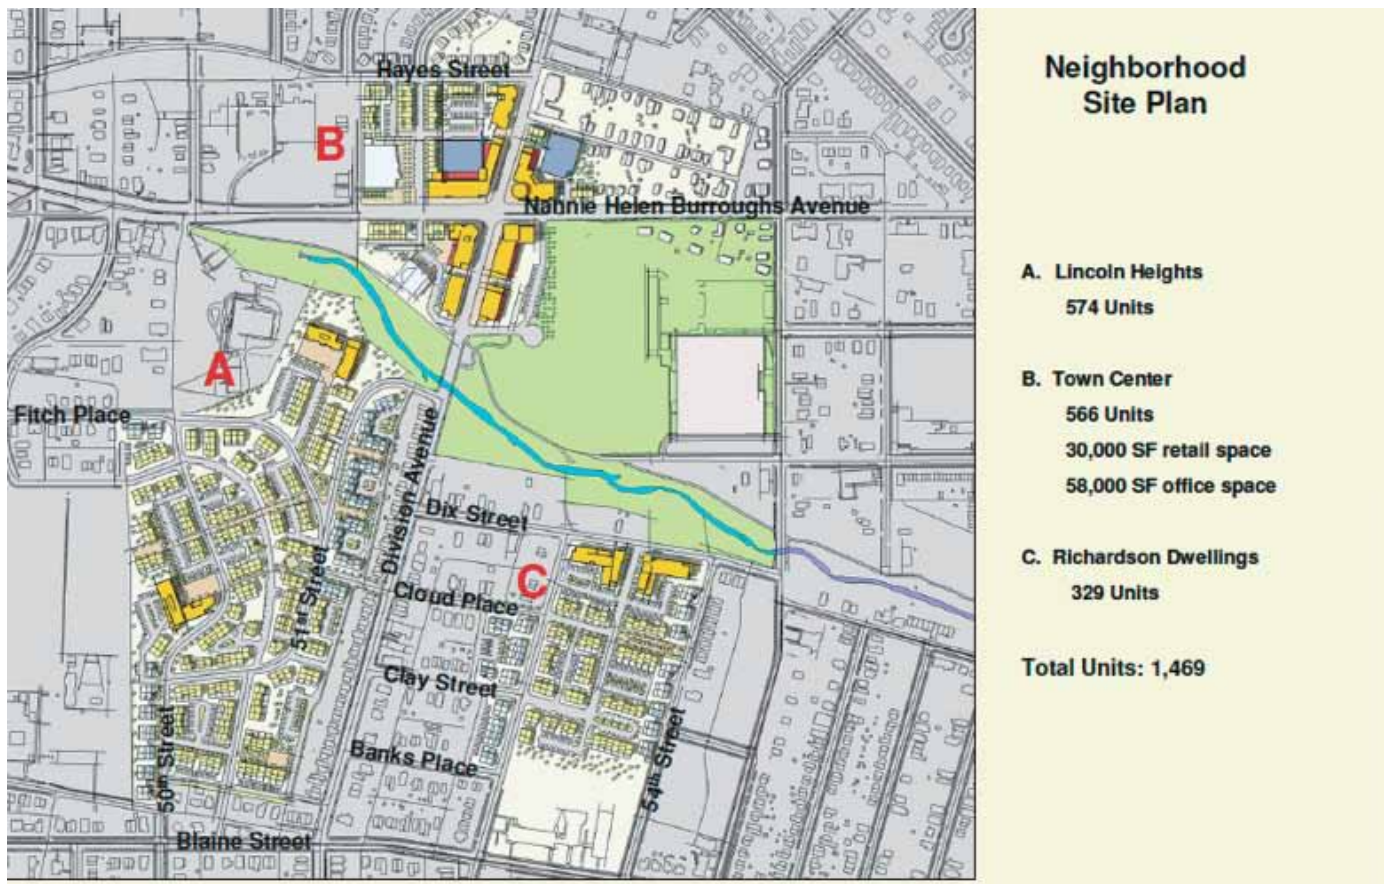 Neighborhood
Site Plan
Hayes Street
B
Nannie Helen Burroughs Avenue
A
Fitch Place
Division Avenue
Dix Street
51st Street
C
Cloud Place
Clay Street
50th Street
Banks Place
54th Street
Blaine Street
A. Lincoln Heights
574 Units
B. Town Center
566 Units
30,000 SF retail space
58,000 SF office space
C. Richardson Dwellings
329 Units
Total Units: 1,469